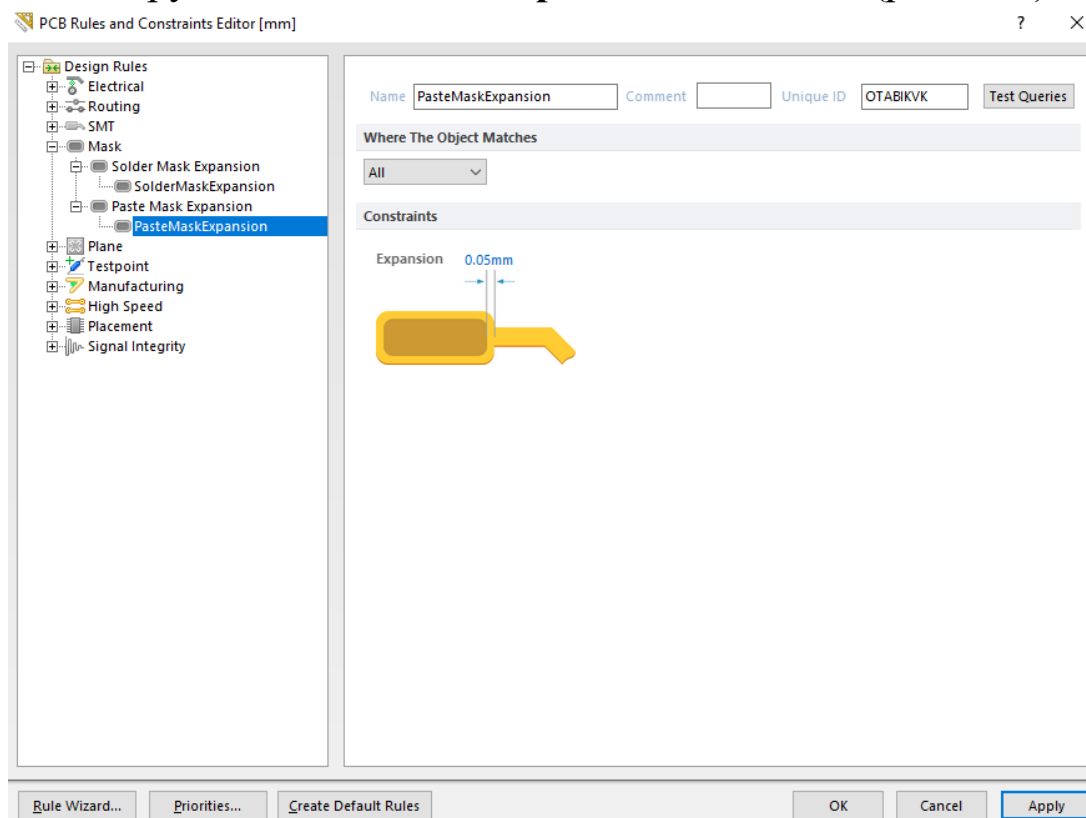 PCB Rules and Constraints Editor [mm]
?
X
Design Rules
Electrical
Routing
SMT
Mask
Solder Mask Expansion
SolderMaskExpansion
Paste Mask Expansion
PasteMaskExpansion
Plane
Testpoint
Manufacturing
High Speed
Placement
Signal Integrity
Name PasteMaskExpansion Comment Unique ID OTABIKVK Test Queries
Where The Object Matches
All
Constraints
Expansion 0.05mm
Rule Wizard... Priorities... Create Default Rules OK Cancel Apply